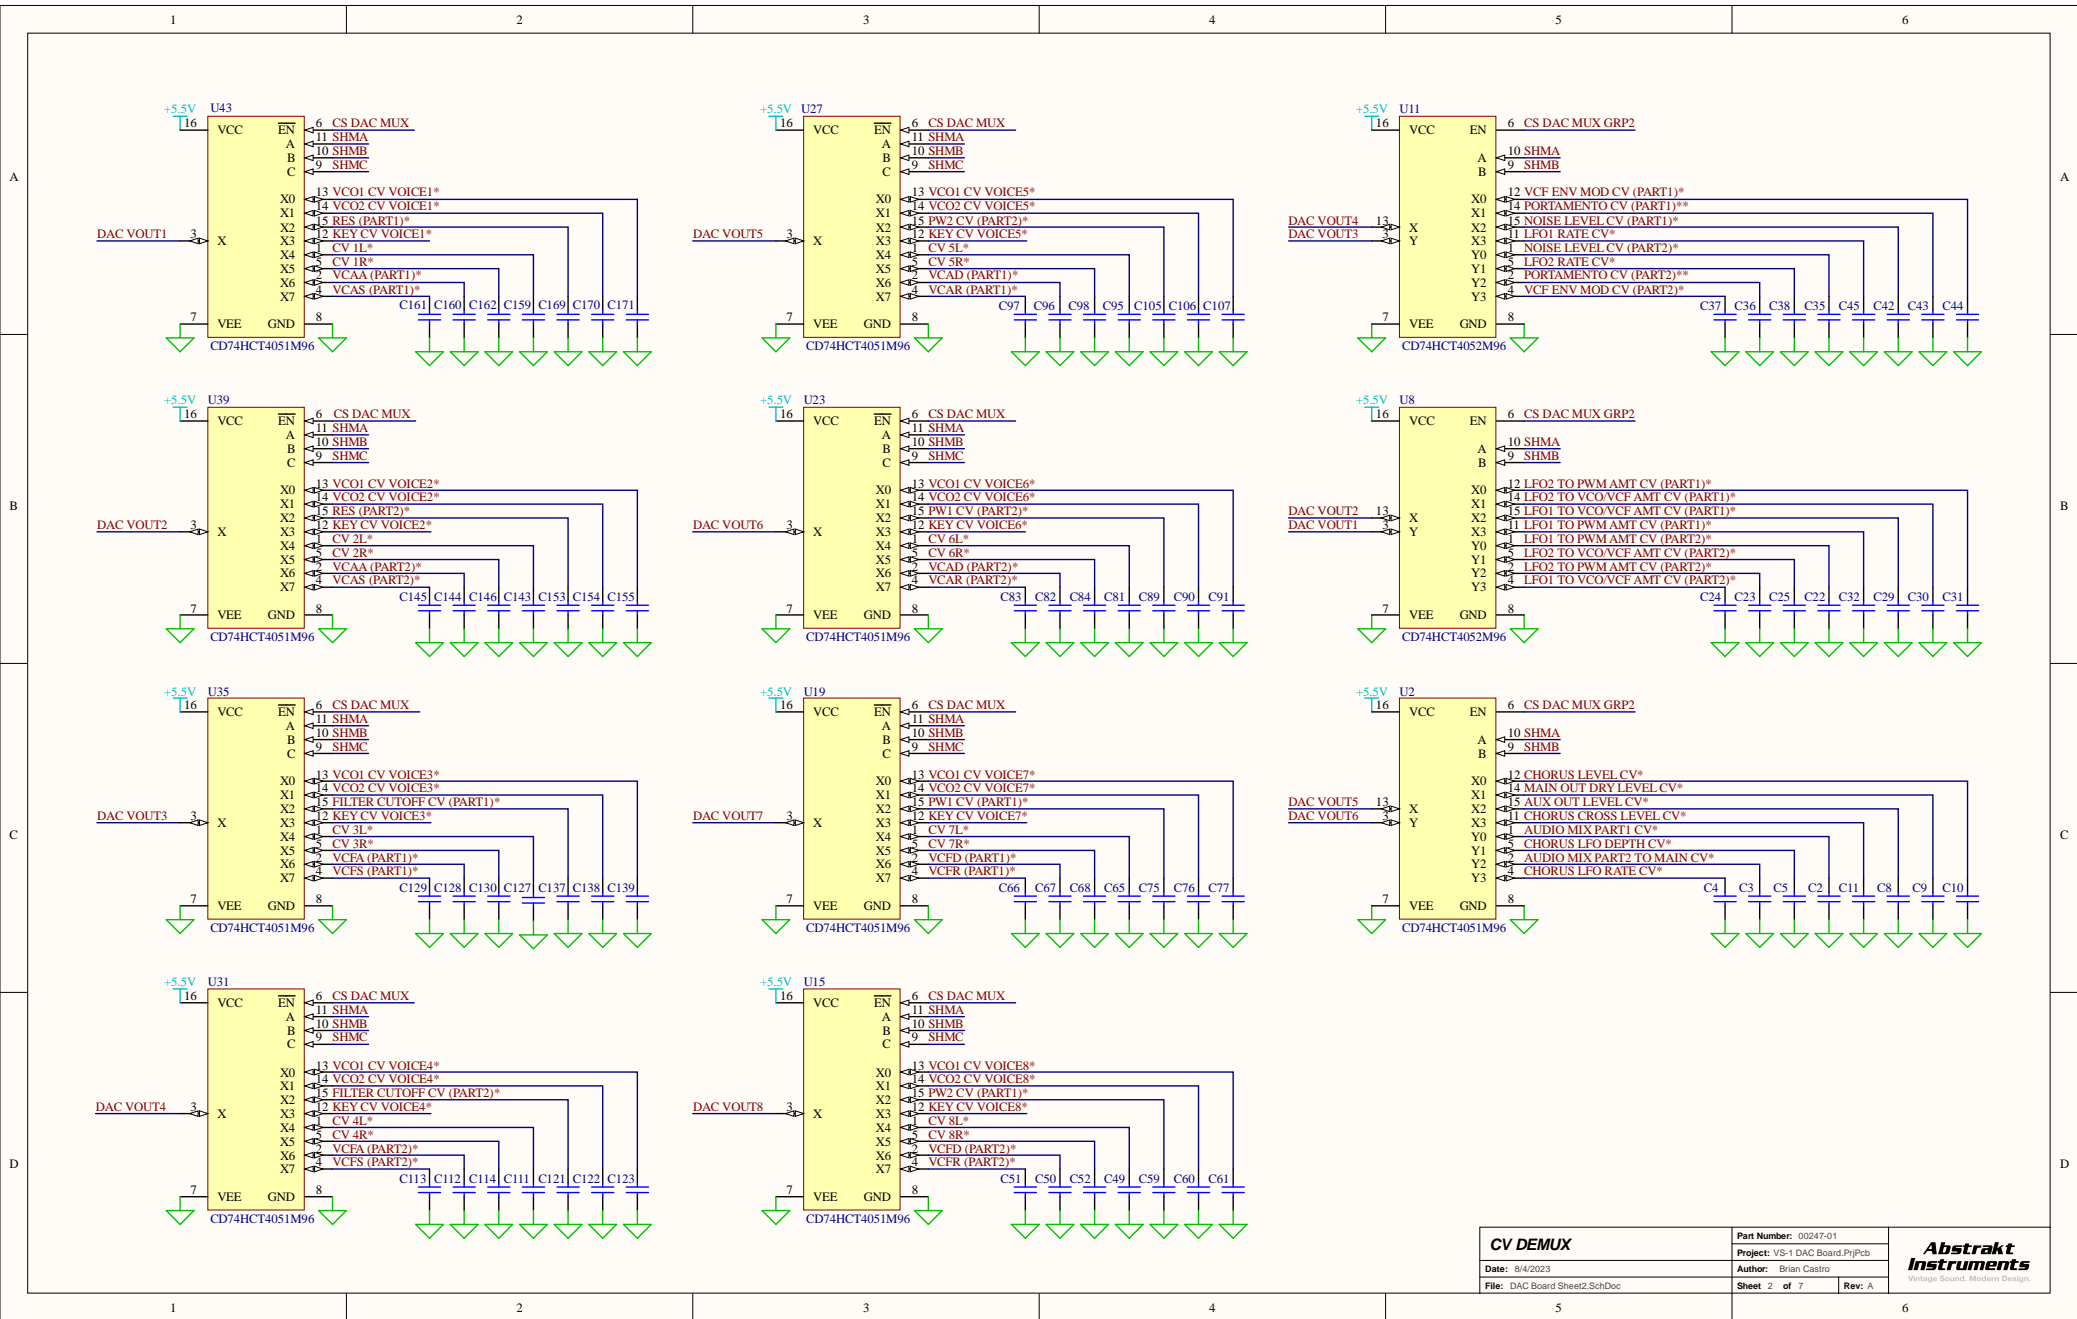 1 2 3 4 5 6
A A
B B
C C
D D
+5.5V U43
16 VCC EN 6 CS DAC MUX
A 11 SHMA
B 10 SHMB
C 9 SHMC
X0 13 VCO1 CV VOICE1*
X1 14 VCO2 CV VOICE1*
X2 15 RES (PART1)*
DAC VOUT1 3 X X3 12 KEY CV VOICE1*
X4 1 CV 1L*
X5 5 CV 1R*
X6 2 VCAA (PART1)*
X7 4 VCAS (PART1)*
C161 C160 C162 C159 C169 C170 C171
7 VEE GND 8
CD74HCT4051M96
+5.5V U27
16 VCC EN 6 CS DAC MUX
A 11 SHMA
B 10 SHMB
C 9 SHMC
X0 13 VCO1 CV VOICE5*
X1 14 VCO2 CV VOICE5*
X2 15 PW2 CV (PART2)*
DAC VOUT5 3 X X3 12 KEY CV VOICE5*
X4 1 CV 5L*
X5 5 CV 5R*
X6 2 VCAD (PART1)*
X7 4 VCAR (PART1)*
C97 C96 C98 C95 C105 C106 C107
7 VEE GND 8
CD74HCT4051M96
+5.5V U11
16 VCC EN 6 CS DAC MUX GRP2
A 10 SHMA
B 9 SHMB
X0 12 VCF ENV MOD CV (PART1)*
X1 14 PORTAMENTO CV (PART1)**
DAC VOUT4 13 X X2 15 NOISE LEVEL CV (PART1)*
DAC VOUT3 3 Y X3 11 LFO1 RATE CV*
Y0 1 NOISE LEVEL CV (PART2)*
Y1 5 LFO2 RATE CV*
Y2 2 PORTAMENTO CV (PART2)**
Y3 4 VCF ENV MOD CV (PART2)*
C37 C36 C38 C35 C45 C42 C43 C44
7 VEE GND 8
CD74HCT4052M96
+5.5V U39
16 VCC EN 6 CS DAC MUX
A 11 SHMA
B 10 SHMB
C 9 SHMC
X0 13 VCO1 CV VOICE2*
X1 14 VCO2 CV VOICE2*
X2 15 RES (PART2)*
DAC VOUT2 3 X X3 12 KEY CV VOICE2*
X4 1 CV 2L*
X5 5 CV 2R*
X6 2 VCAA (PART2)*
X7 4 VCAS (PART2)*
C145 C144 C146 C143 C153 C154 C155
7 VEE GND 8
CD74HCT4051M96
+5.5V U23
16 VCC EN 6 CS DAC MUX
A 11 SHMA
B 10 SHMB
C 9 SHMC
X0 13 VCO1 CV VOICE6*
X1 14 VCO2 CV VOICE6*
X2 15 PW1 CV (PART2)*
DAC VOUT6 3 X X3 12 KEY CV VOICE6*
X4 1 CV 6L*
X5 5 CV 6R*
X6 2 VCAD (PART2)*
X7 4 VCAR (PART2)*
C83 C82 C84 C81 C89 C90 C91
7 VEE GND 8
CD74HCT4051M96
+5.5V U8
16 VCC EN 6 CS DAC MUX GRP2
A 10 SHMA
B 9 SHMB
X0 12 LFO2 TO PWM AMT CV (PART1)*
X1 14 LFO2 TO VCO/VCF AMT CV (PART1)*
DAC VOUT2 13 X X2 15 LFO1 TO VCO/VCF AMT CV (PART1)*
DAC VOUT1 3 Y X3 11 LFO1 TO PWM AMT CV (PART1)*
Y0 1 LFO1 TO PWM AMT CV (PART2)*
Y1 5 LFO2 TO VCO/VCF AMT CV (PART2)*
Y2 2 LFO2 TO PWM AMT CV (PART2)*
Y3 4 LFO1 TO VCO/VCF AMT CV (PART2)*
C24 C23 C25 C22 C32 C29 C30 C31
7 VEE GND 8
CD74HCT4052M96
+5.5V U35
16 VCC EN 6 CS DAC MUX
A 11 SHMA
B 10 SHMB
C 9 SHMC
X0 13 VCO1 CV VOICE3*
X1 14 VCO2 CV VOICE3*
X2 15 FILTER CUTOFF CV (PART1)*
DAC VOUT3 3 X X3 12 KEY CV VOICE3*
X4 1 CV 3L*
X5 5 CV 3R*
X6 2 VCFA (PART1)*
X7 4 VCFS (PART1)*
C129 C128 C130 C127 C137 C138 C139
7 VEE GND 8
CD74HCT4051M96
+5.5V U19
16 VCC EN 6 CS DAC MUX
A 11 SHMA
B 10 SHMB
C 9 SHMC
X0 13 VCO1 CV VOICE7*
X1 14 VCO2 CV VOICE7*
X2 15 PW1 CV (PART1)*
DAC VOUT7 3 X X3 12 KEY CV VOICE7*
X4 1 CV 7L*
X5 5 CV 7R*
X6 2 VCFD (PART1)*
X7 4 VCFR (PART1)*
C66 C67 C68 C65 C75 C76 C77
7 VEE GND 8
CD74HCT4051M96
+5.5V U2
16 VCC EN 6 CS DAC MUX GRP2
A 10 SHMA
B 9 SHMB
X0 12 CHORUS LEVEL CV*
X1 14 MAIN OUT DRY LEVEL CV*
DAC VOUT5 13 X X2 15 AUX OUT LEVEL CV*
DAC VOUT6 3 Y X3 11 CHORUS CROSS LEVEL CV*
Y0 1 AUDIO MIX PART1 CV*
Y1 5 CHORUS LFO DEPTH CV*
Y2 2 AUDIO MIX PART2 TO MAIN CV*
Y3 4 CHORUS LFO RATE CV*
C4 C3 C5 C2 C11 C8 C9 C10
7 VEE GND 8
CD74HCT4051M96
+5.5V U31
16 VCC EN 6 CS DAC MUX
A 11 SHMA
B 10 SHMB
C 9 SHMC
X0 13 VCO1 CV VOICE4*
X1 14 VCO2 CV VOICE4*
X2 15 FILTER CUTOFF CV (PART2)*
DAC VOUT4 3 X X3 12 KEY CV VOICE4*
X4 1 CV 4L*
X5 5 CV 4R*
X6 2 VCFA (PART2)*
X7 4 VCFS (PART2)*
C113 C112 C114 C111 C121 C122 C123
7 VEE GND 8
CD74HCT4051M96
+5.5V U15
16 VCC EN 6 CS DAC MUX
A 11 SHMA
B 10 SHMB
C 9 SHMC
X0 13 VCO1 CV VOICE8*
X1 14 VCO2 CV VOICE8*
X2 15 PW2 CV (PART1)*
DAC VOUT8 3 X X3 12 KEY CV VOICE8*
X4 1 CV 8L*
X5 5 CV 8R*
X6 2 VCFD (PART2)*
X7 4 VCFR (PART2)*
C51 C50 C52 C49 C59 C60 C61
7 VEE GND 8
CD74HCT4051M96
CV DEMUX
Date: 8/4/2023
File: DAC Board Sheet2.SchDoc
Part Number: 00247-01
Project: VS-1 DAC Board.PrjPcb
Author: Brian Castro
Sheet 2 of 7 Rev: A
Abstrakt
Instruments
Vintage Sound. Modern Design.
1 2 3 4 5 6